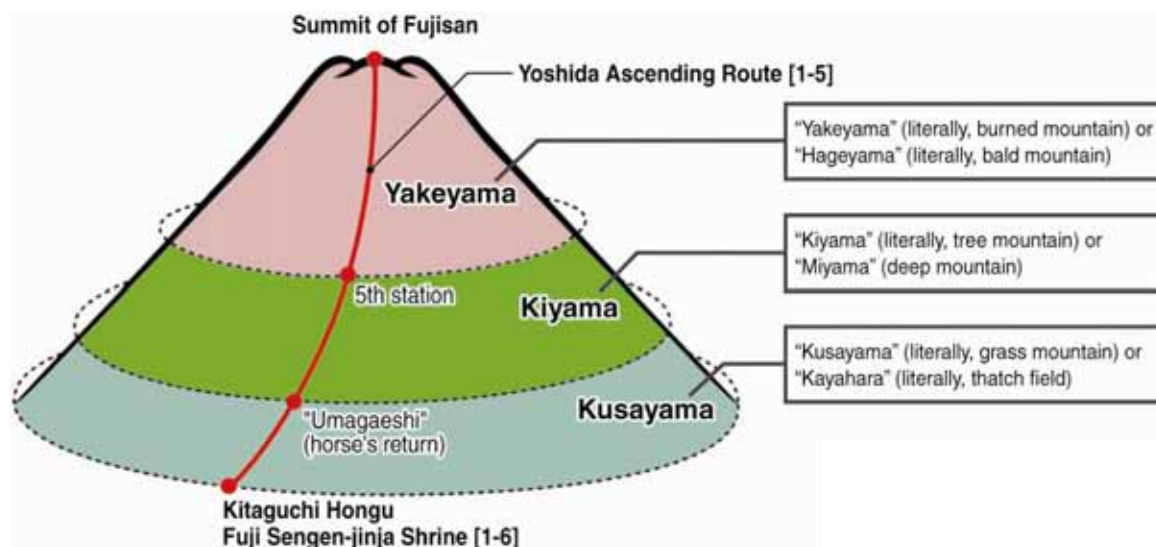 Summit of Fujisan
Yoshida Ascending Route [1-5]
"Yakeyama" (literally, burned mountain) or
"Hageyama" (literally, bald mountain)
Yakeyama
"Kiyama" (literally, tree mountain) or
"Miyama" (deep mountain)
5th station
Kiyama
"Kusayama" (literally, grass mountain) or
"Kayahara" (literally, thatch field)
Kusayama
"Umagaeshi"
(horse's return)
Kitaguchi Hongu
Fuji Sengen-jinja Shrine [1-6]